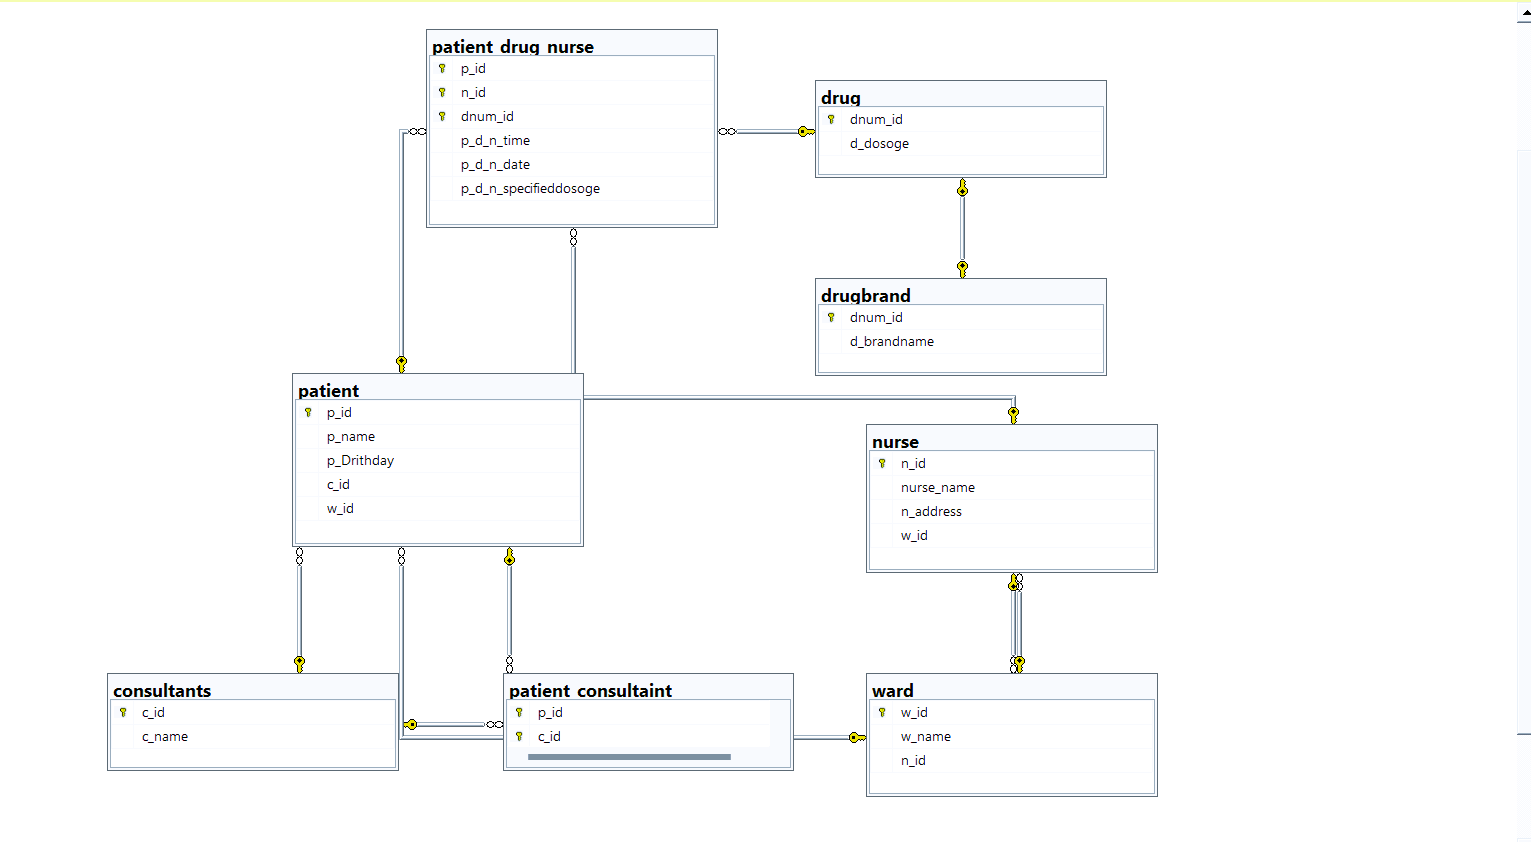 patient_drug_nurse
p_id
n_id
dnum_id
p_d_n_time
p_d_n_date
p_d_n_specifieddosoge
drug
dnum_id
d_dosoge
drugbrand
dnum_id
d_brandname
patient
p_id
p_name
p_Drithday
c_id
w_id
nurse
n_id
nurse_name
n_address
w_id
consultants
c_id
c_name
patient_consultaint
p_id
c_id
ward
w_id
w_name
n_id